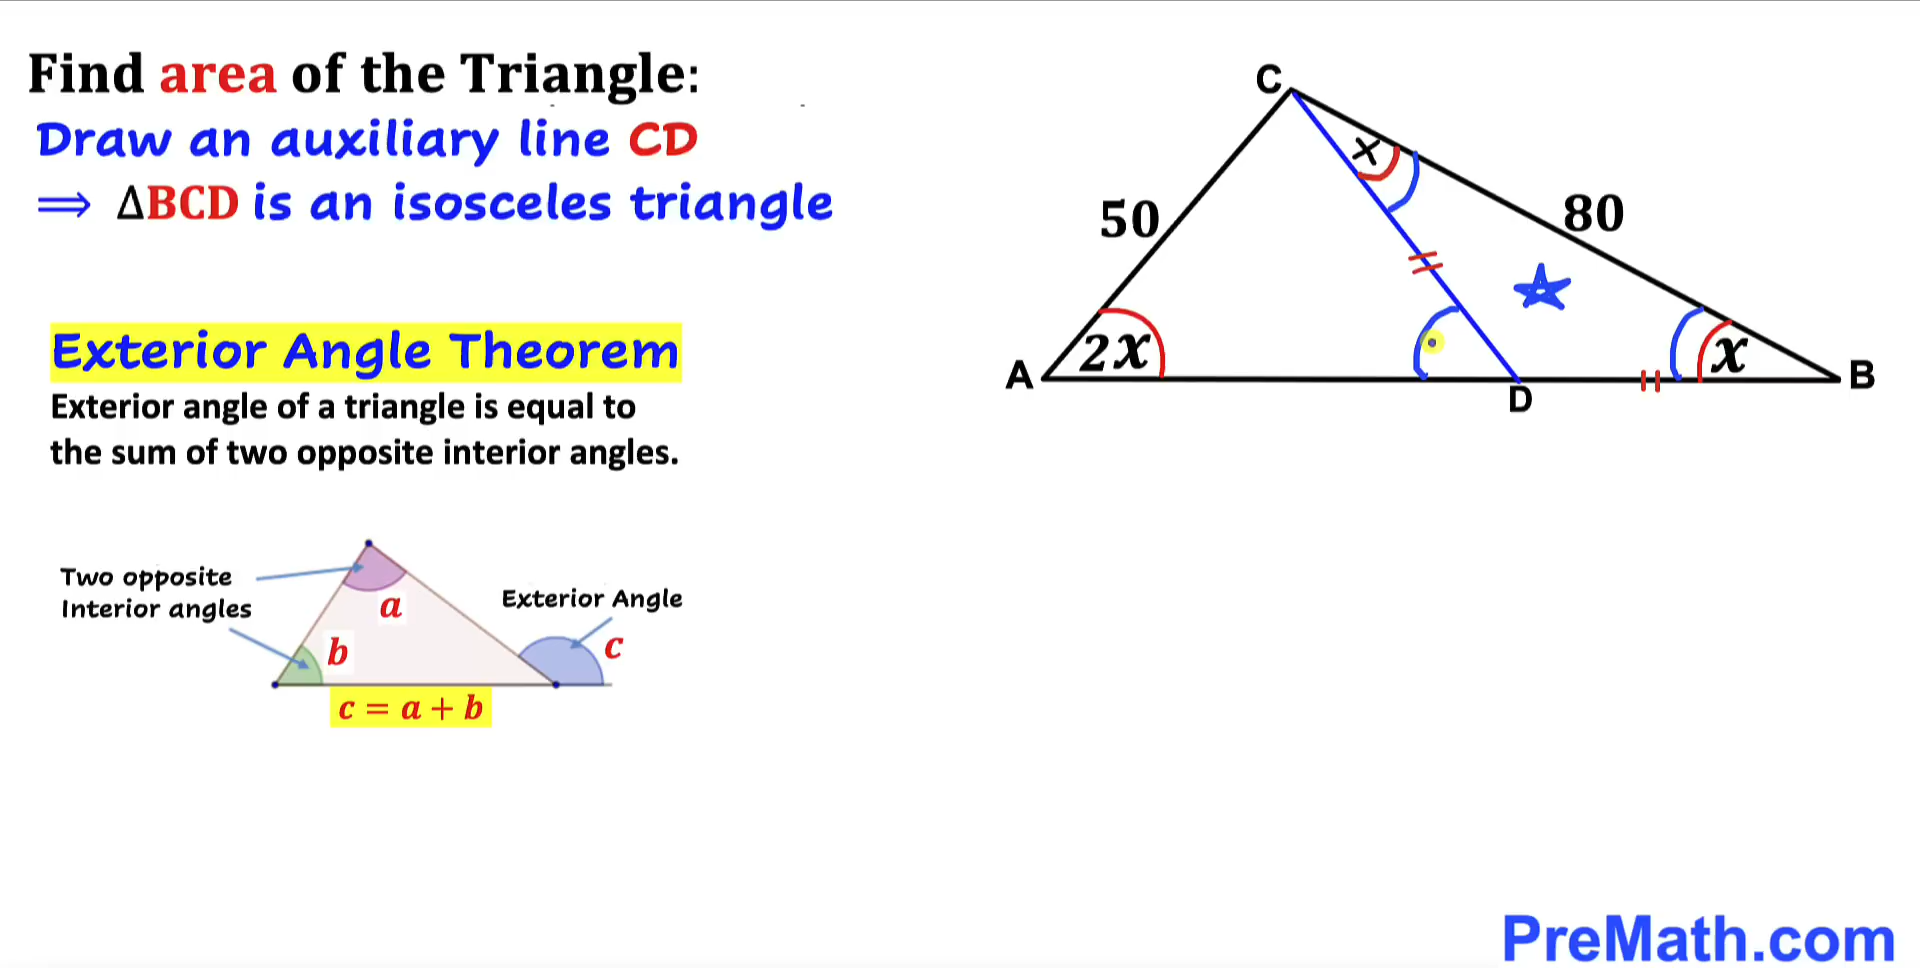 Find area of the Triangle:
Draw an auxiliary line CD
⟹ ΔBCD is an isosceles triangle
Exterior Angle Theorem
Exterior angle of a triangle is equal to
the sum of two opposite interior angles.
Two opposite
Interior angles
a
b
Exterior Angle
c
c = a + b
C
x
50
80
A
2x
D
x
B
PreMath.com